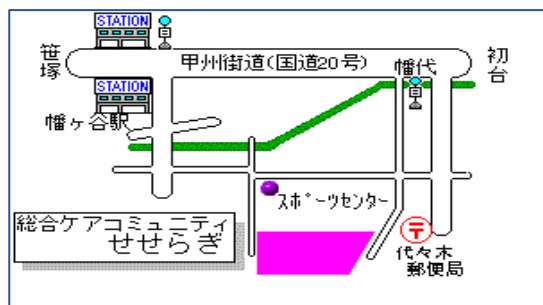 STATION
笹塚
甲州街道(国道20号)
幡代
初台
STATION
幡ヶ谷駅
スポーツセンター
総合ケアコミュニティ
せせらぎ
〒
代々木
郵便局